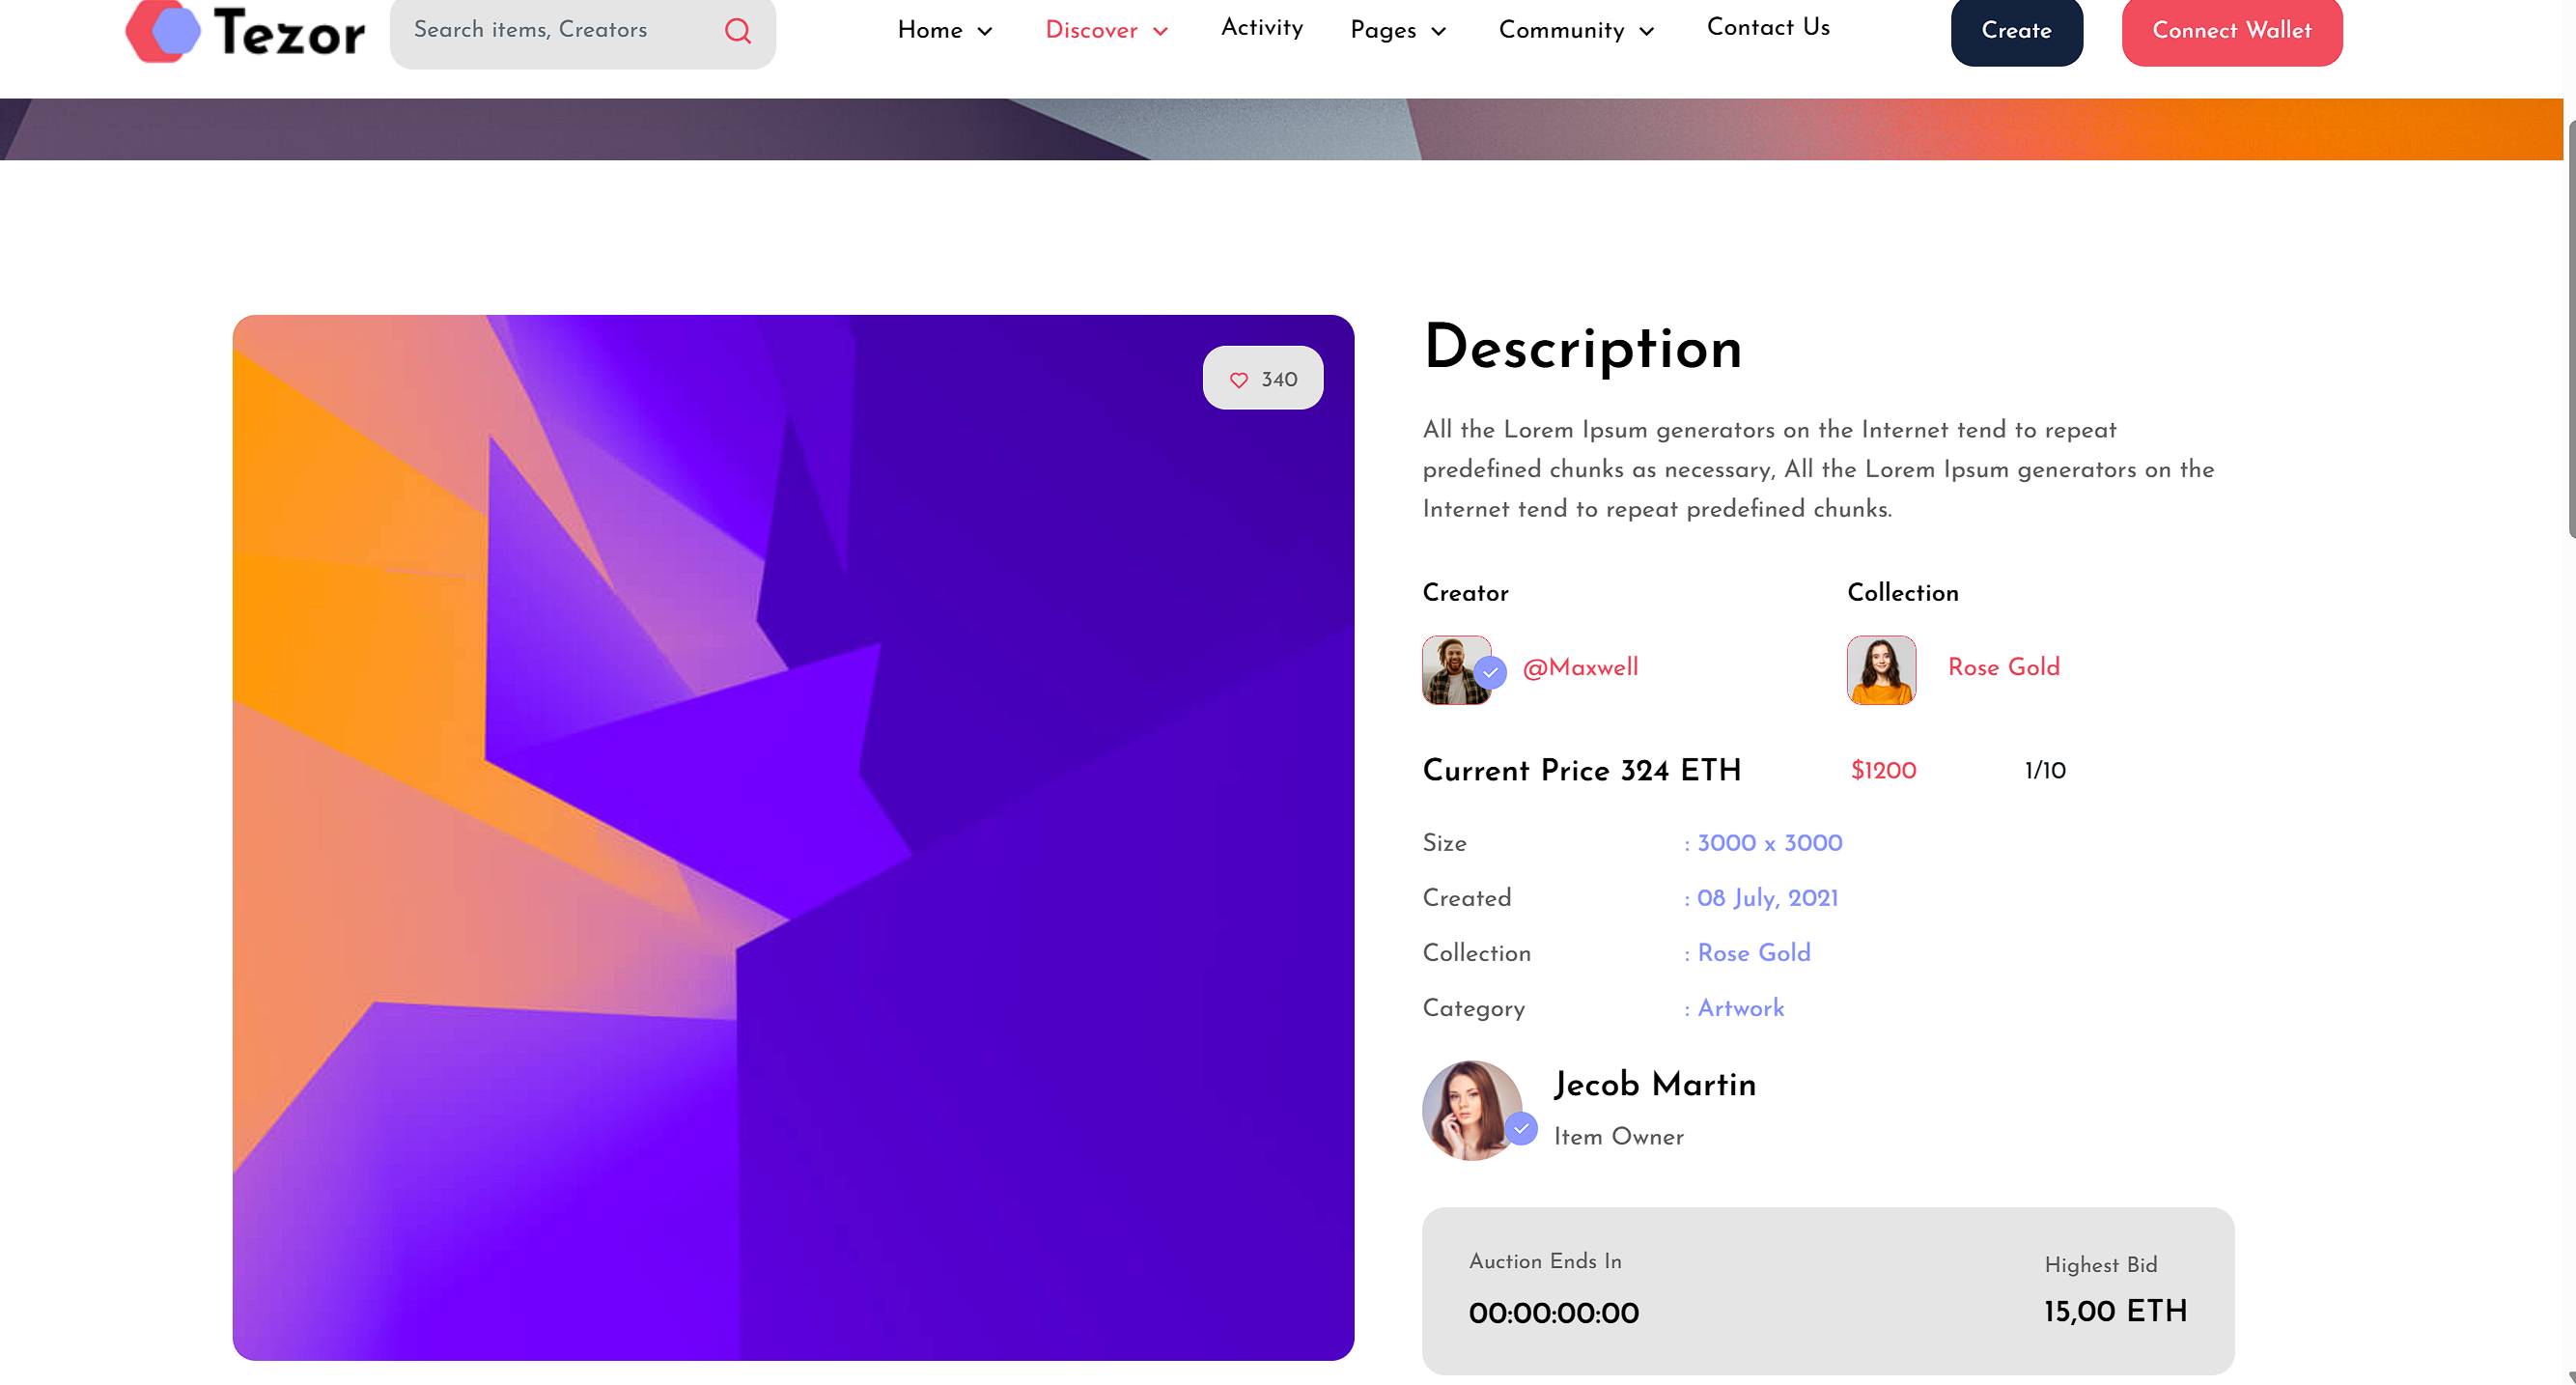 Tezor
Search items, Creators
Home
Discover
Activity
Pages
Community
Contact Us
Create
Connect Wallet
340
Description
All the Lorem Ipsum generators on the Internet tend to repeat
predefined chunks as necessary, All the Lorem Ipsum generators on the
Internet tend to repeat predefined chunks.
Creator
Collection
@Maxwell
Rose Gold
Current Price 324 ETH
$1200
1/10
Size : 3000 x 3000
Created : 08 July, 2021
Collection : Rose Gold
Category : Artwork
Jecob Martin
Item Owner
Auction Ends In
Highest Bid
00:00:00:00
15,00 ETH